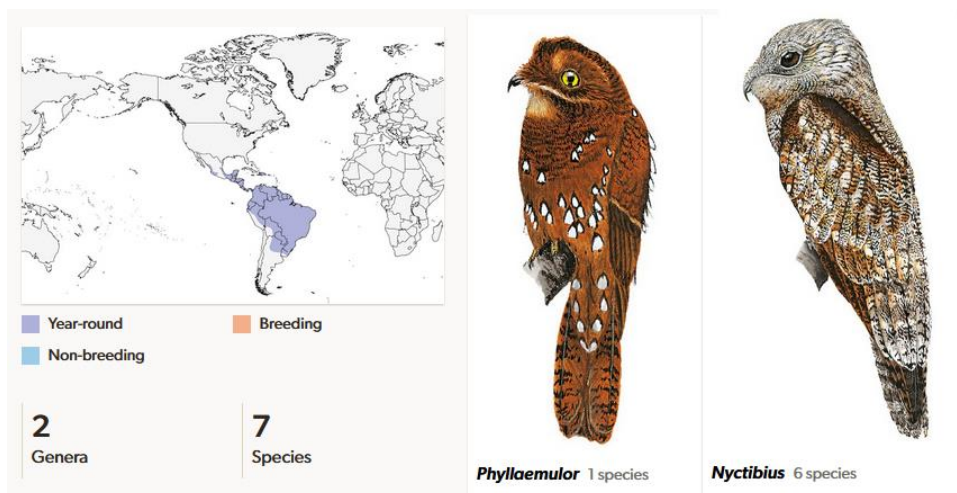 Year-round
Breeding
Non-breeding
2
Genera
7
Species
Phyllaemulor 1 species
Nyctibius 6 species